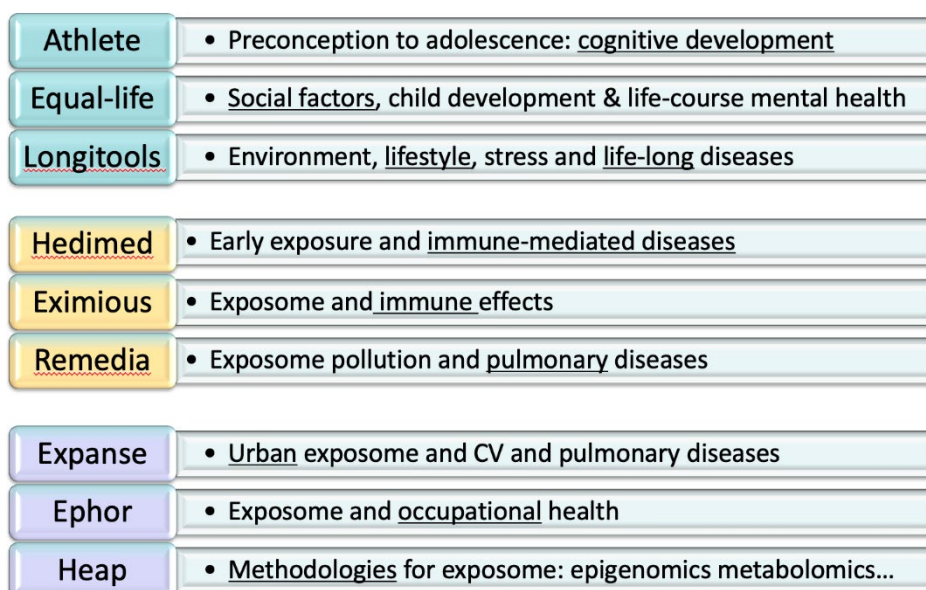 Athlete • Preconception to adolescence: cognitive development
Equal-life • Social factors, child development & life-course mental health
Longitools • Environment, lifestyle, stress and life-long diseases
Hedimed • Early exposure and immune-mediated diseases
Eximious • Exposome and immune effects
Remedia • Exposome pollution and pulmonary diseases
Expanse • Urban exposome and CV and pulmonary diseases
Ephor • Exposome and occupational health
Heap • Methodologies for exposome: epigenomics metabolomics...